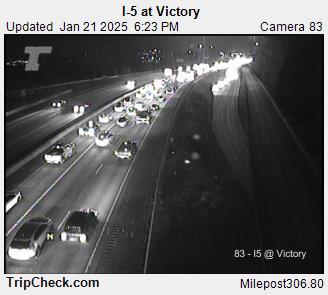 I-5 at Victory
Updated Jan 21 2025 6:23 PM Camera 83
T
N
83 - I5 @ Victory
TripCheck.com Milepost306.80